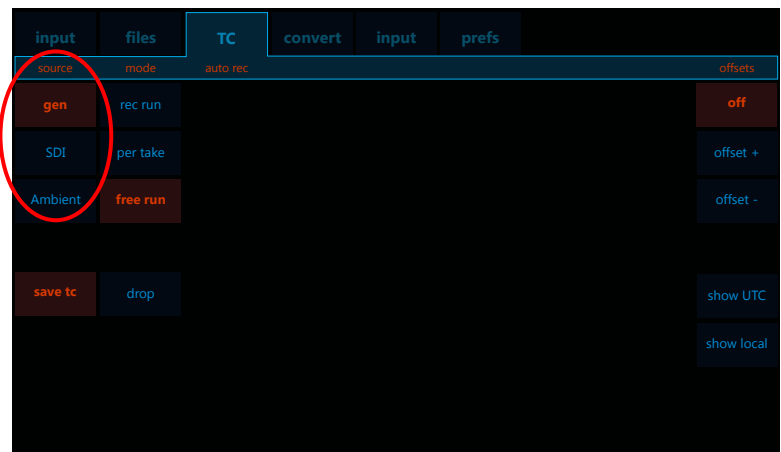 input files TC convert input prefs
source mode auto rec offsets
gen rec run off
SDI per take offset +
Ambient free run offset -
save tc drop show UTC
show local